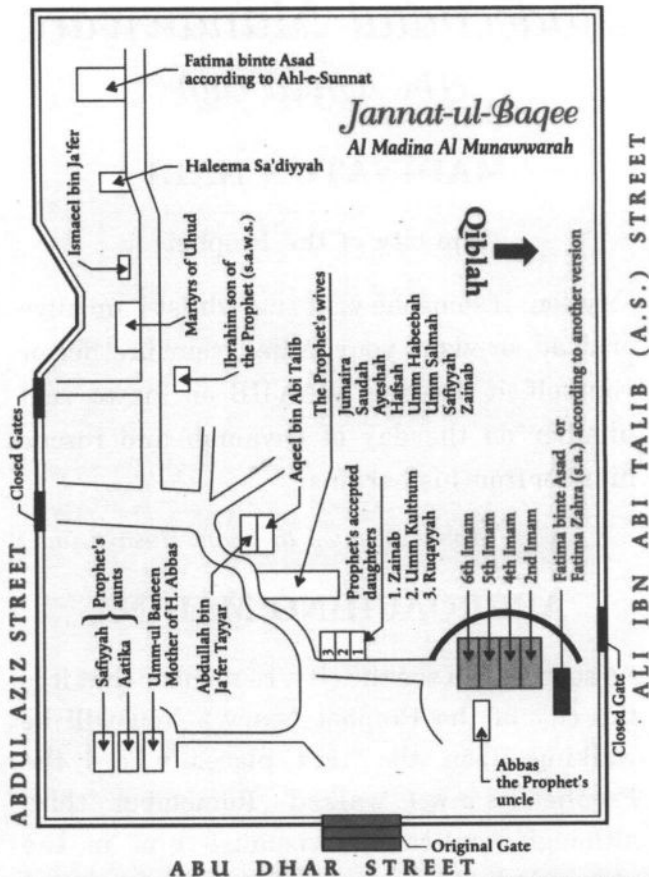 Fatima binte Asad
according to Ahl-e-Sunnat
Jannat-ul-Baqee
Al Madina Al Munawwarah
Haleema Sa'diyyah
Ismaeel bin Ja'fer
Martyrs of Uhud
Ibrahim son of
the Prophet (s.a.w.s.)
Qiblah
Aqeel bin Abi Talib
The Prophet's wives
Junaira
Saudah
Ayeshah
Hafsah
Umm Habeebah
Umm Salmah
Safiyyah
Zainab
Closed Gates
Prophet's accepted
daughters
1. Zainab
2. Umm Kulthum
3. Ruqayyah
6th Imam
5th Imam
4th Imam
2nd Imam
Fatima binte Asad
Fatima Zahra (s.a.) according to another version
Safiyyah
Aatika
Prophet's
aunts
Umm-ul Baneen
Mother of H. Abbas
Abdullah bin
Ja'fer Tayyar
3
2
1
Abbas
the Prophet's
uncle
Closed Gate
Original Gate
ABDUL AZIZ STREET
ABU DHAR STREET
ALI IBN ABI TALIB (A.S.) STREET